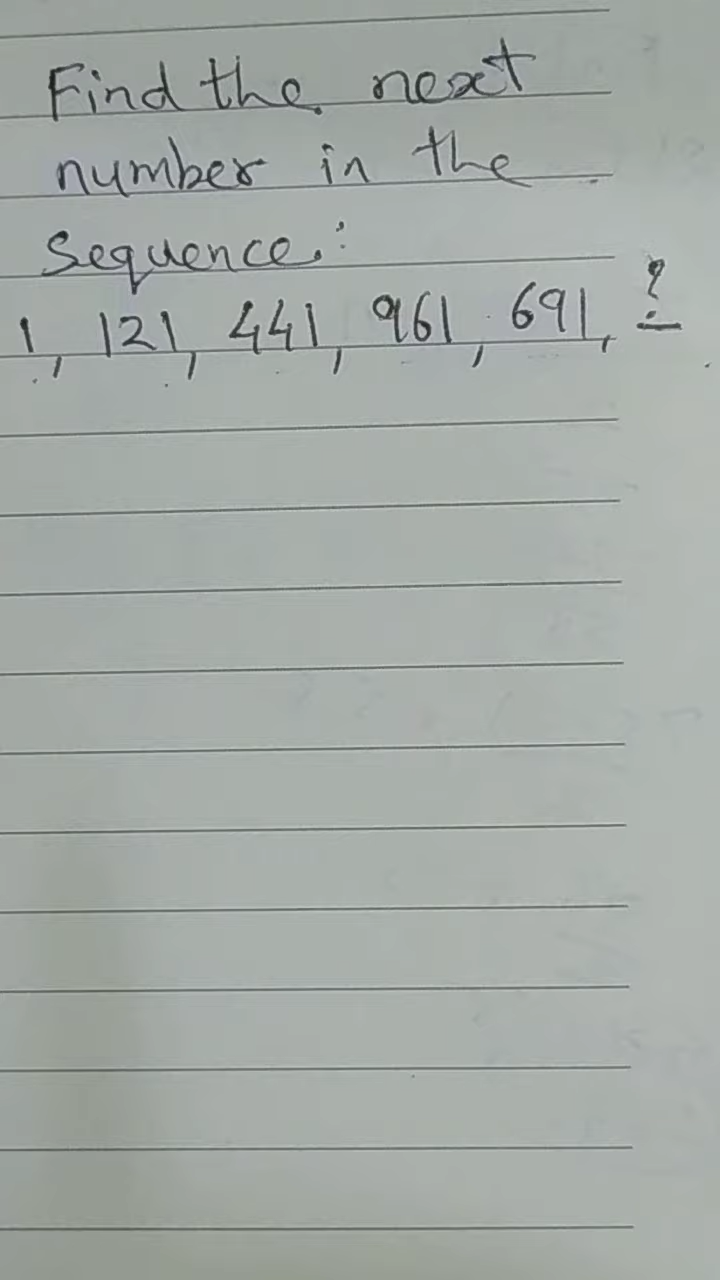 Find the next
number in the
sequence:
1, 121, 441, 961, 691, ?